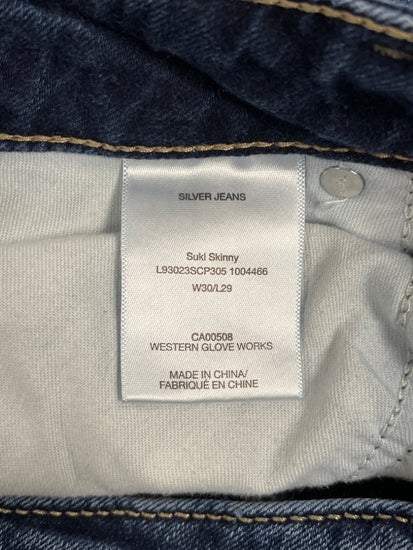 SILVER JEANS
Suki Skinny
L93023SCP305 1004466
W30/L29
CA00508
WESTERN GLOVE WORKS
MADE IN CHINA/
FABRIQUÉ EN CHINE